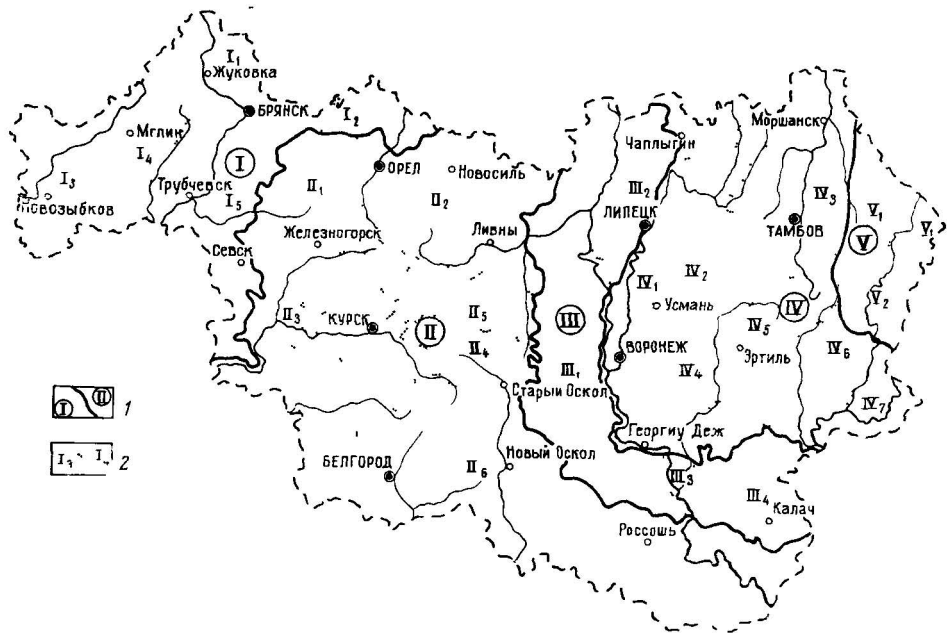 I₁
Жуковка
БРЯНСК
I₂
Мглин
I₄
I
I₃
Новозыбков
Трубчевск
I₅
Севск
II₁
ОРЕЛ
Новосиль
II₂
Железногорск
Ливны
II₃
КУРСК
II
II₅
II₄
Старый Оскол
БЕЛГОРОД
II₆
Новый Оскол
Чаплыгин
III₂
ЛИПЕЦК
III
III₁
Моршанск
IV₃
ТАМБОВ
IV₁
IV₂
Усмань
IV
IV₅
Эртиль
ВОРОНЕЖ
IV₄
IV₆
IV₇
V₁
V₁
V
V₂
Георгиу Деж
III₃
III₄
Калач
Россошь
I II 1
2